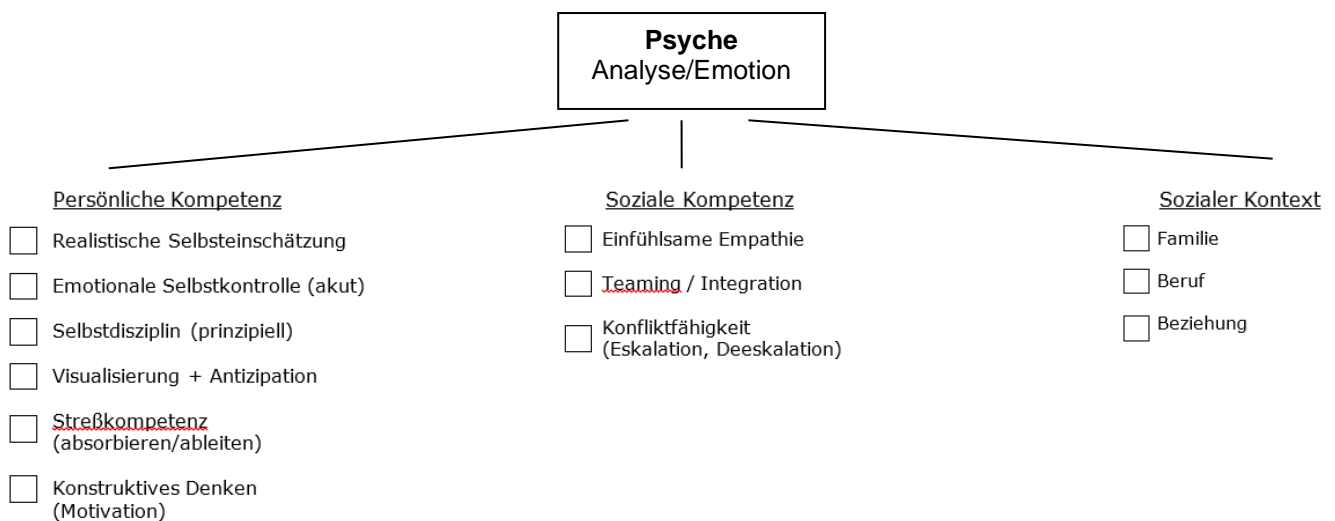 Psyche
Analyse/Emotion
Persönliche Kompetenz
Realistische Selbsteinschätzung
Emotionale Selbstkontrolle (akut)
Selbstdisziplin (prinzipiell)
Visualisierung + Antizipation
Streßkompetenz
(absorbieren/ableiten)
Konstruktives Denken
(Motivation)
Soziale Kompetenz
Einfühlsame Empathie
Teaming / Integration
Konfliktfähigkeit
(Eskalation, Deeskalation)
Sozialer Kontext
Familie
Beruf
Beziehung